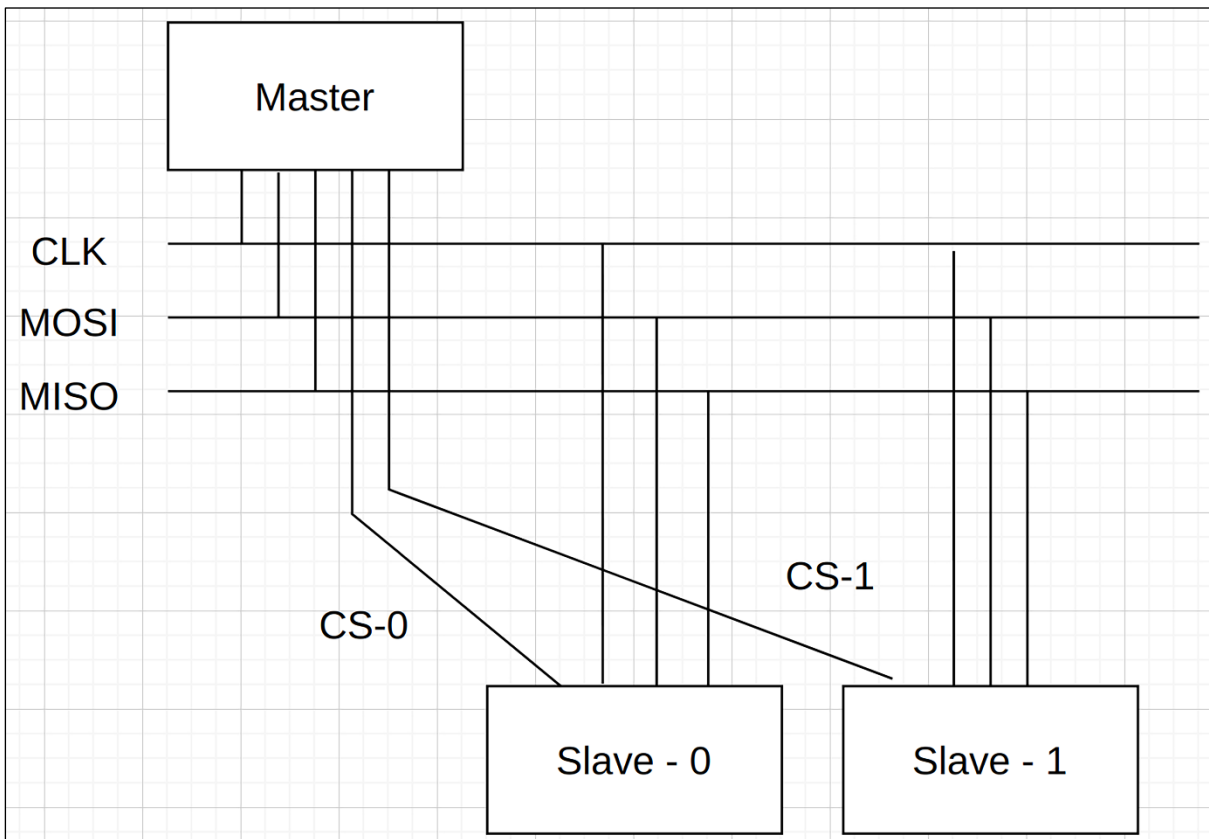 Master
CLK
MOSI
MISO
CS-1
CS-0
Slave - 0
Slave - 1